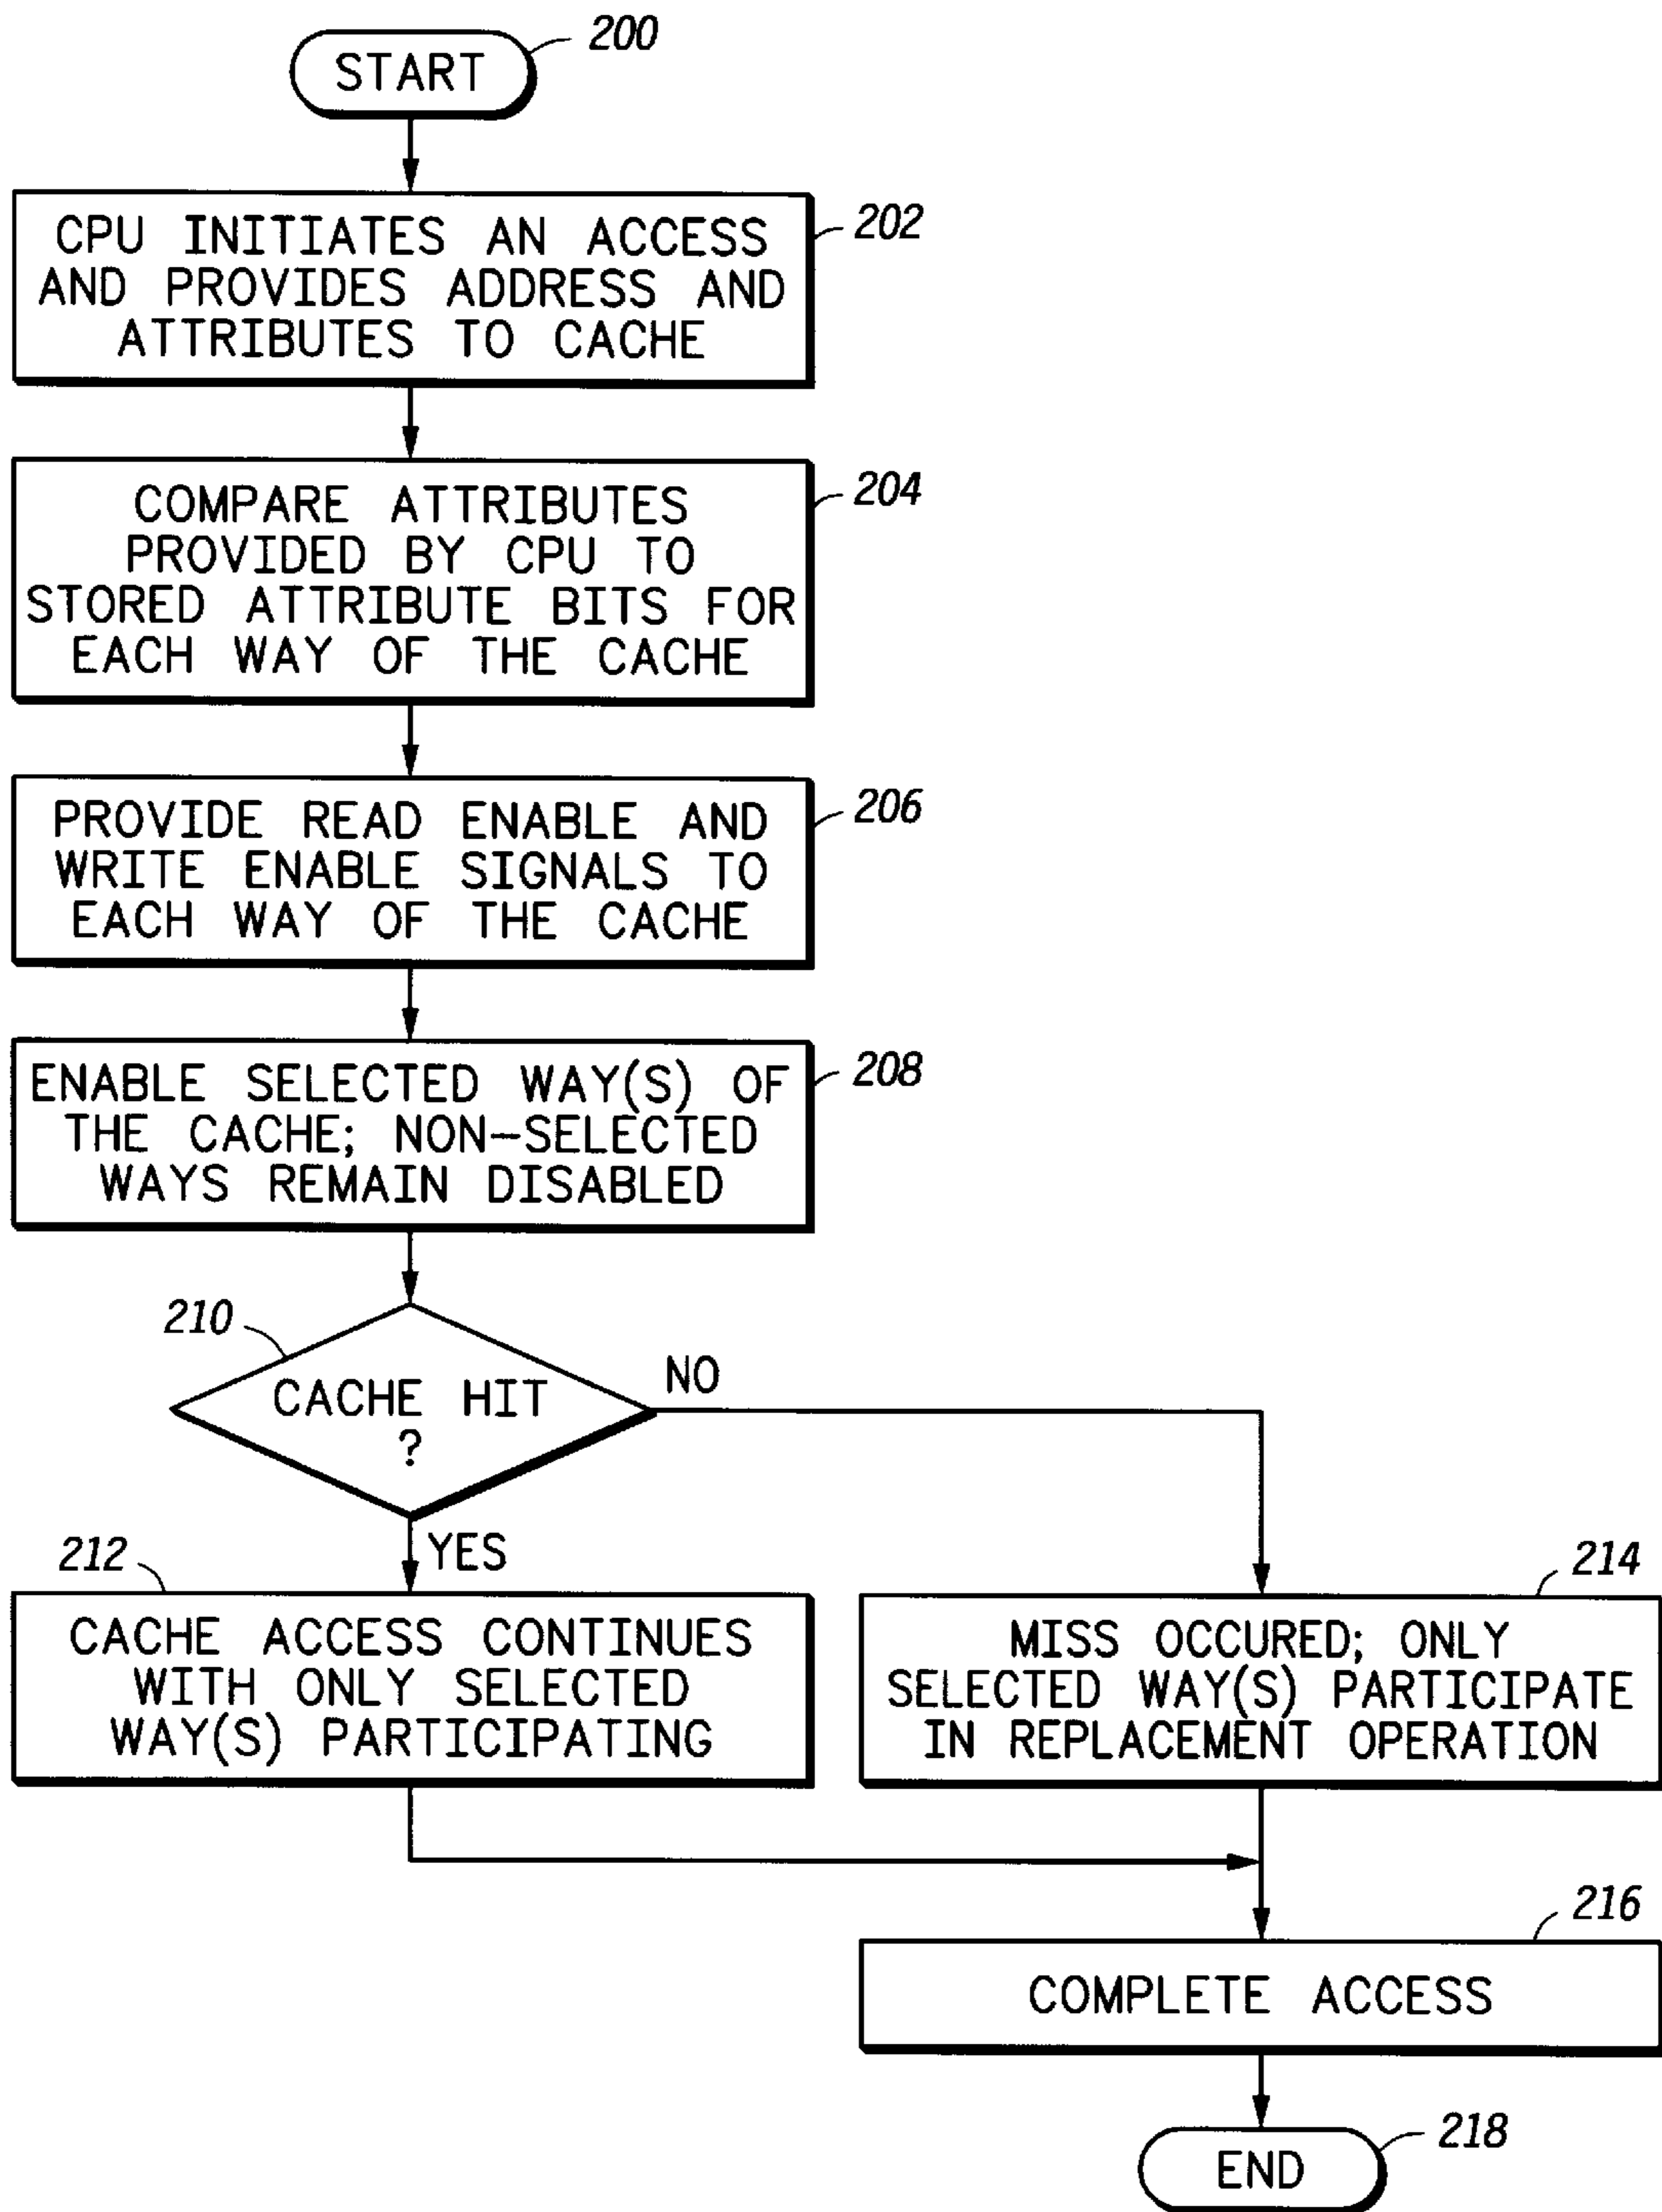 200
START
202
CPU INITIATES AN ACCESS
AND PROVIDES ADDRESS AND
ATTRIBUTES TO CACHE
204
COMPARE ATTRIBUTES
PROVIDED BY CPU TO
STORED ATTRIBUTE BITS FOR
EACH WAY OF THE CACHE
206
PROVIDE READ ENABLE AND
WRITE ENABLE SIGNALS TO
EACH WAY OF THE CACHE
208
ENABLE SELECTED WAY(S) OF
THE CACHE; NON-SELECTED
WAYS REMAIN DISABLED
210
CACHE HIT
?
NO
YES
212
CACHE ACCESS CONTINUES
WITH ONLY SELECTED
WAY(S) PARTICIPATING
214
MISS OCCURED; ONLY
SELECTED WAY(S) PARTICIPATE
IN REPLACEMENT OPERATION
216
COMPLETE ACCESS
218
END